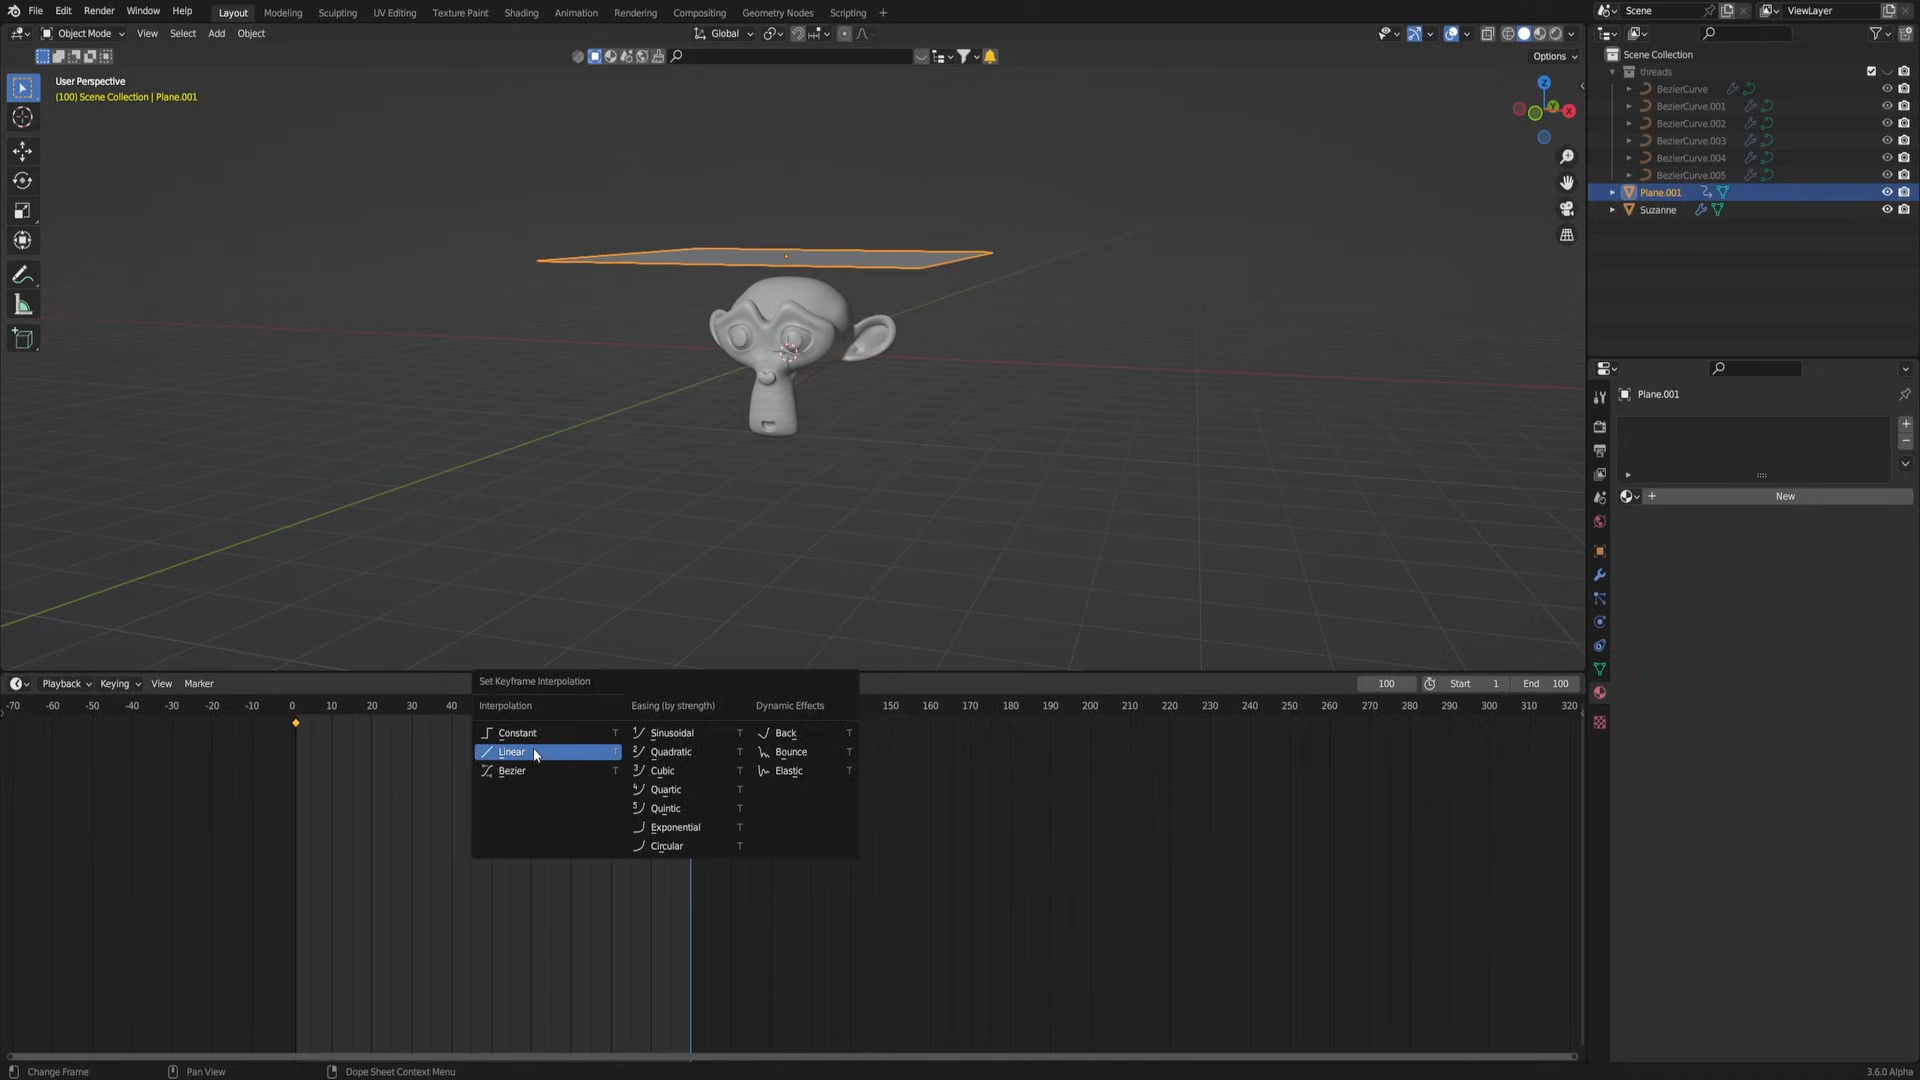 File Edit Render Window Help Layout Modeling Sculpting UV Editing Texture Paint Shading Animation Rendering Compositing Geometry Nodes Scripting + Scene ViewLayer
Object Mode View Select Add Object Global
Options
User Perspective
(100) Scene Collection | Plane.001
Z
Y
X
Scene Collection
threads
BezierCurve
BezierCurve.001
BezierCurve.002
BezierCurve.003
BezierCurve.004
BezierCurve.005
Plane.001
Suzanne
Plane.001
+ New
Playback Keying View Marker 100 Start 1 End 100
-70 -60 -50 -40 -30 -20 -10 0 10 20 30 40 150 160 170 180 190 200 210 220 230 240 250 260 270 280 290 300 310 320
Set Keyframe Interpolation
Interpolation Easing (by strength) Dynamic Effects
Constant T Sinusoidal T Back T
Linear T Quadratic T Bounce T
Bezier T Cubic T Elastic T
Quartic T
Quintic T
Exponential T
Circular T
Change Frame Pan View Dope Sheet Context Menu 3.6.0 Alpha